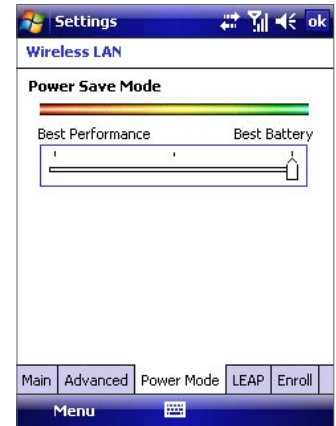 Settings ok
Wireless LAN
Power Save Mode
Best Performance Best Battery
Main Advanced Power Mode LEAP Enroll
Menu